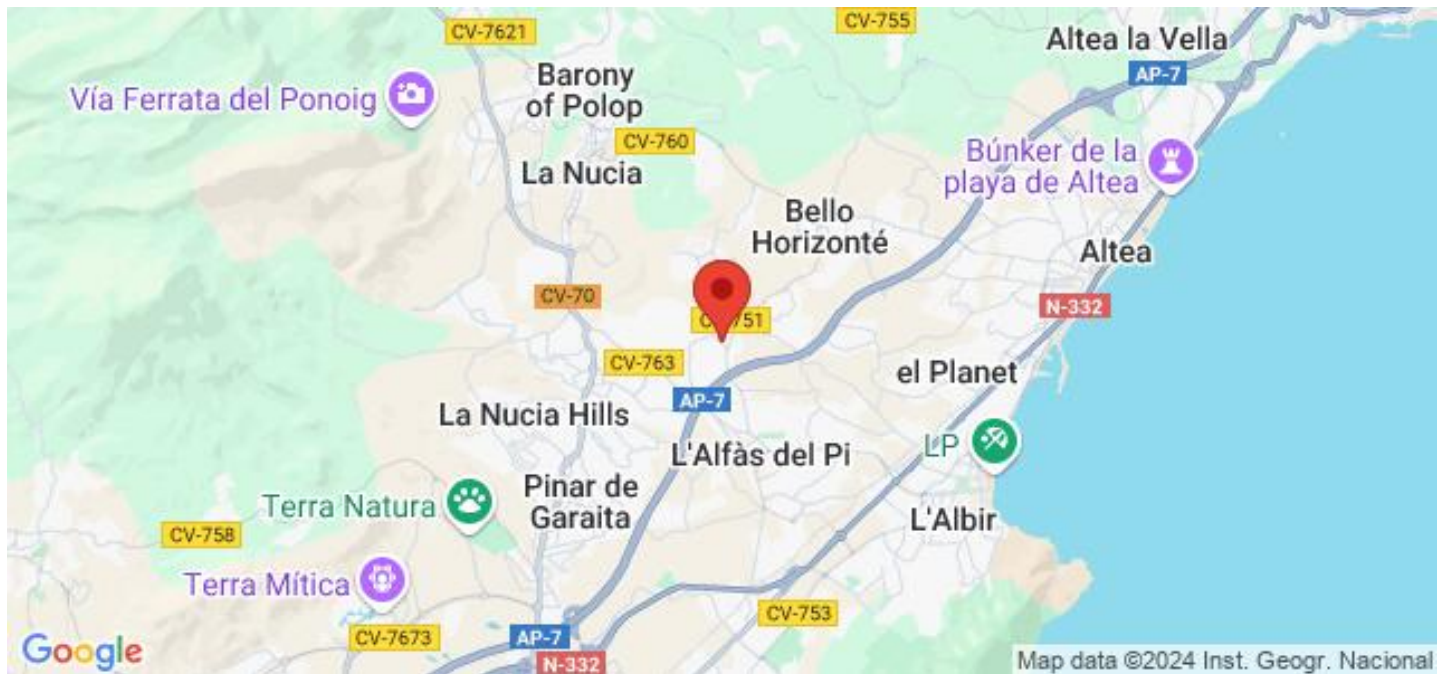 CV-7621
CV-755
Altea la Vella
AP-7
Barony
of Polop
Vía Ferrata del Ponoig
CV-760
La Nucia
Búnker de la
playa de Altea
Bello
Horizonté
Altea
CV-70
N-332
751
CV-763
el Planet
AP-7
La Nucia Hills
L'Alfàs del Pi
LP
Pinar de
Garaita
Terra Natura
L'Albir
CV-758
Terra Mítica
CV-753
CV-7673
AP-7
Google
N-332
Map data ©2024 Inst. Geogr. Nacional